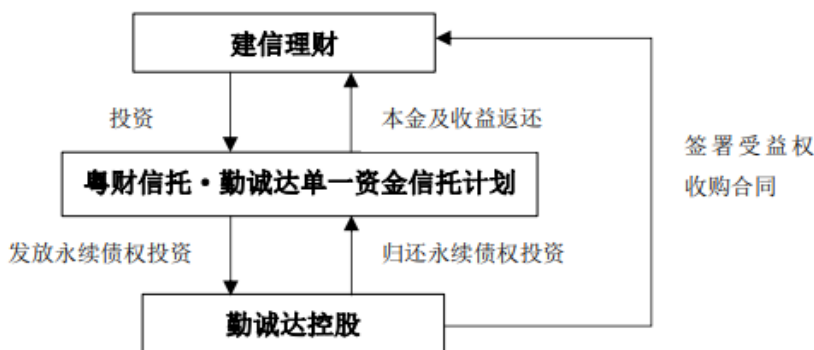 建信理财
投资
本金及收益返还
签署受益权
收购合同
粤财信托·勤诚达单一资金信托计划
发放永续债权投资
归还永续债权投资
勤诚达控股